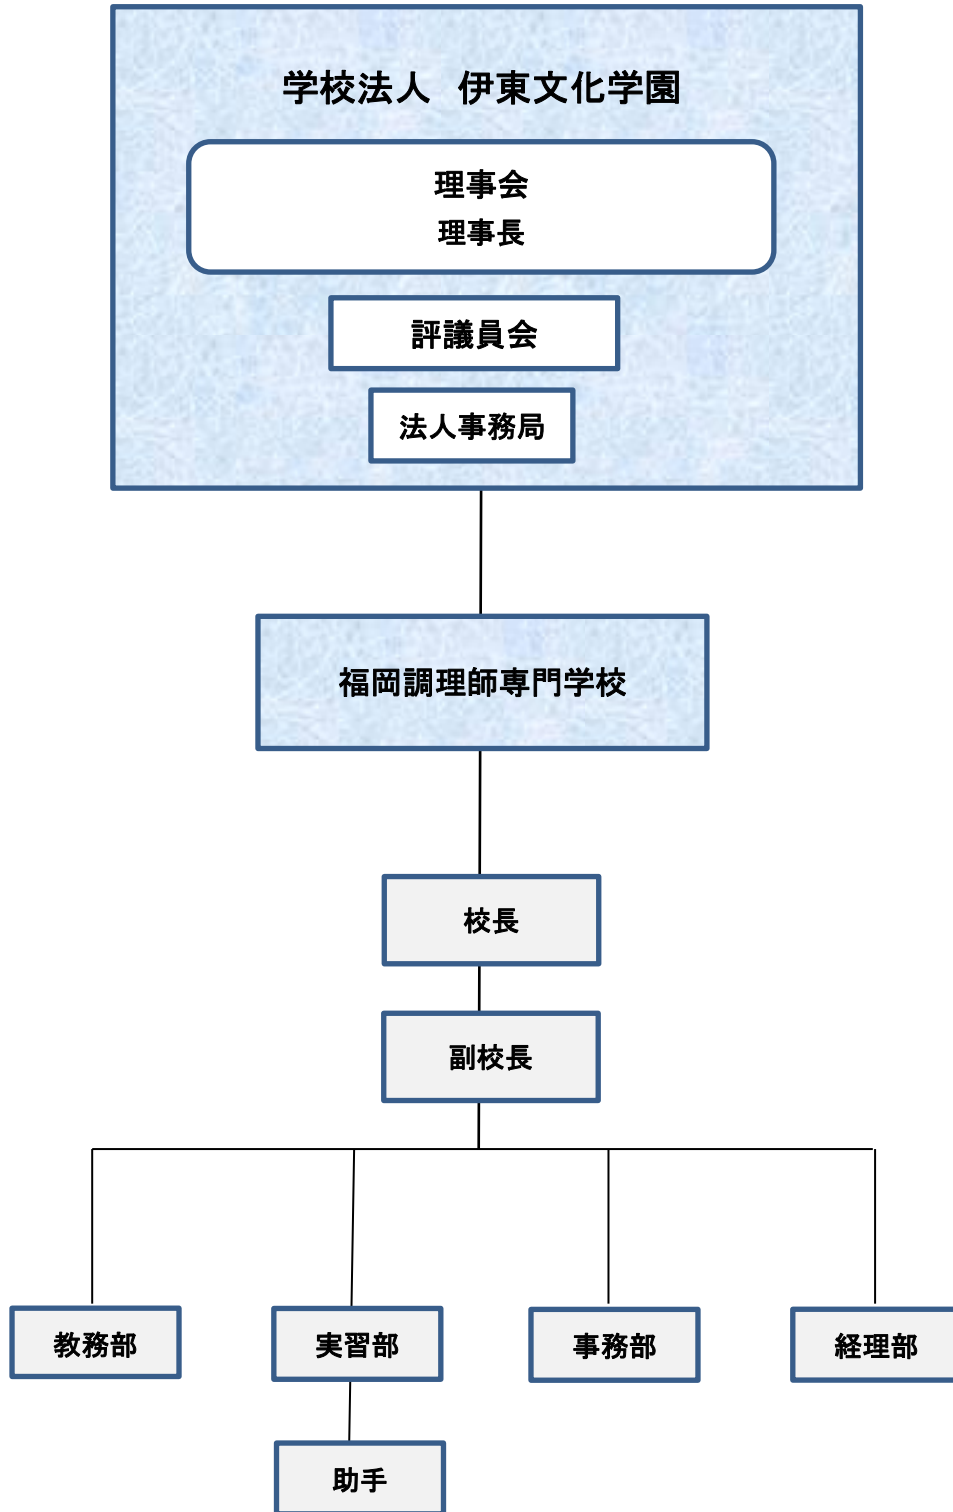 学校法人　伊東文化学園
理事会
理事長
評議員会
法人事務局
福岡調理師専門学校
校長
副校長
教務部
実習部
事務部
経理部
助手